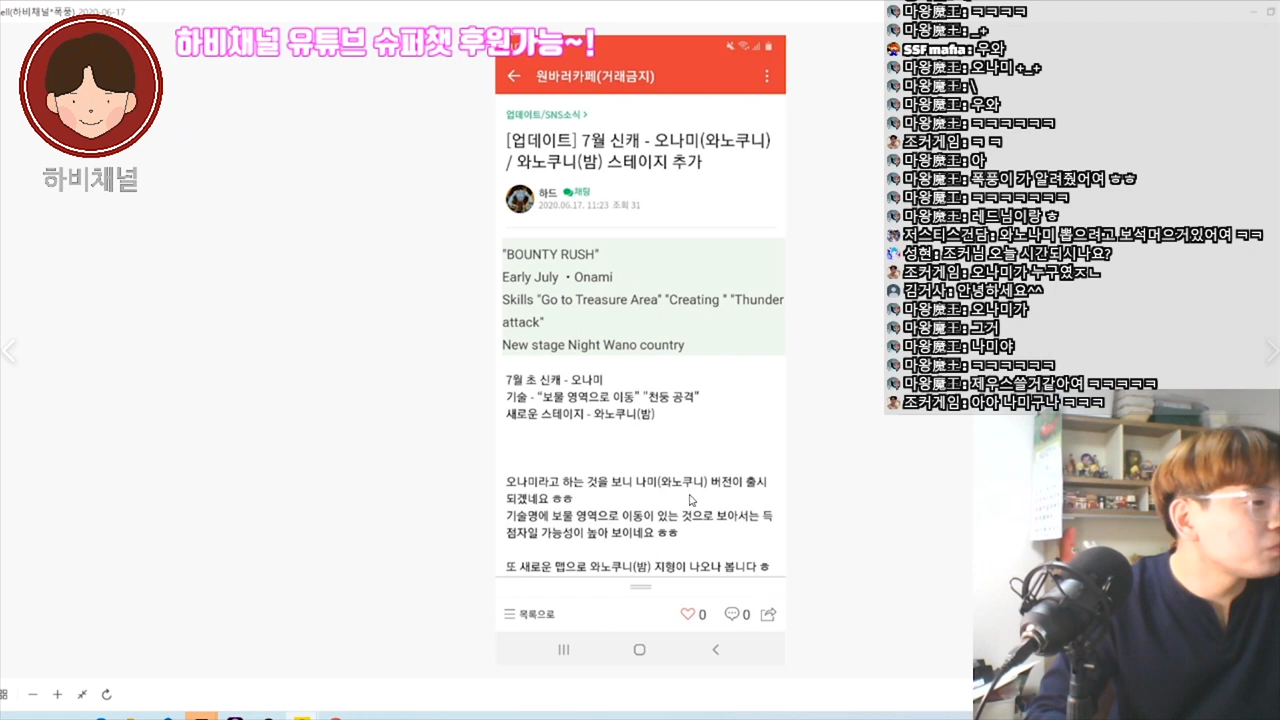 ell(하비채널*폭풍) 2020-06-17
하비채널 유튜브 슈퍼챗 후원가능~!
하비채널
원바러카페(거래금지)
업데이트/SNS소식 >
[업데이트] 7월 신캐 - 오나미(와노쿠니)
/ 와노쿠니(밤) 스테이지 추가
하드 채팅
2020.06.17. 11:23 조회 31
"BOUNTY RUSH"
Early July ・Onami
Skills "Go to Treasure Area" "Creating " "Thunder
attack"
New stage Night Wano country
7월 초 신캐 - 오나미
기술 - "보물 영역으로 이동" "천둥 공격"
새로운 스테이지 - 와노쿠니(밤)
오나미라고 하는 것을 보니 나미(와노쿠니) 버전이 출시
되겠네요 ㅎㅎ
기술명에 보물 영역으로 이동이 있는 것으로 보아서는 득
점자일 가능성이 높아 보이네요 ㅎㅎ
또 새로운 맵으로 와노쿠니(밤) 지형이 나오나 봅니다 ㅎ
목록으로
0
0
마왕魔王: ㅋㅋㅋㅋ
마왕魔王: _+
SSF mafia: 우와
마왕魔王: 오나미 +_+
마왕魔王: \
마왕魔王: 우와
마왕魔王: ㅋㅋㅋㅋㅋㅋ
조커게임: ㅋ ㅋ
마왕魔王: 아
마왕魔王: 폭풍이 가 알려줬어여 ㅎㅎ
마왕魔王: ㅋㅋㅋㅋㅋㅋㅋ
마왕魔王: 레드님이랑 ㅎ
저스티스건담: 와노나미 뽑으려고 보석머으거있어여 ㅋㅋ
성현: 조커님 오늘 시간되시나요?
조커게임: 오나미가 누구였ㅈㄴ
김거사: 안녕하세요^^
마왕魔王: 오나미가
마왕魔王: 그거
마왕魔王: 나미야
마왕魔王: ㅋㅋㅋㅋㅋㅋ
마왕魔王: 제우스쓸거같아여 ㅋㅋㅋㅋㅋ
조커게임: 아아 나미구나 ㅋㅋㅋ